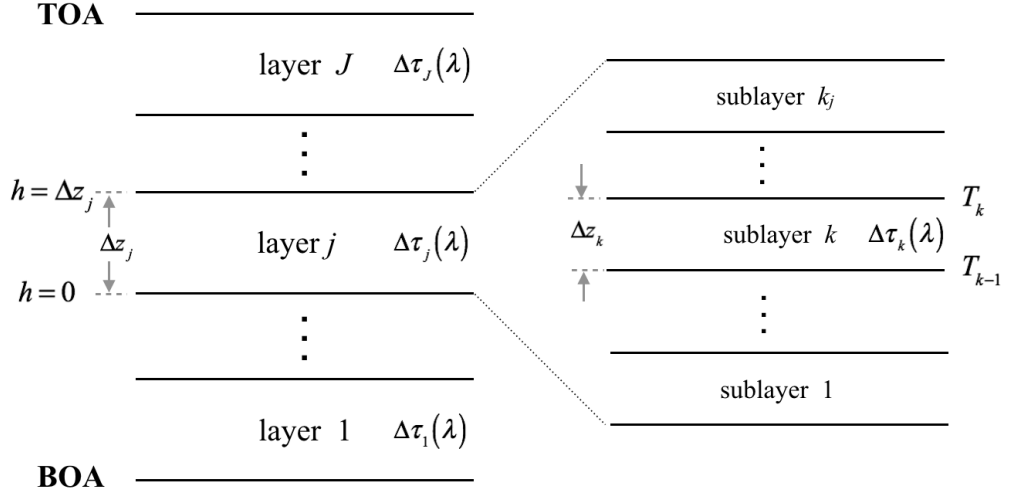 TOA
layer J Δτ_J(λ)
⋮
h = Δz_j
Δz_j
layer j Δτ_j(λ)
h = 0
⋮
layer 1 Δτ_1(λ)
BOA
sublayer k_j
⋮
T_k
Δz_k
sublayer k Δτ_k(λ)
T_{k-1}
⋮
sublayer 1